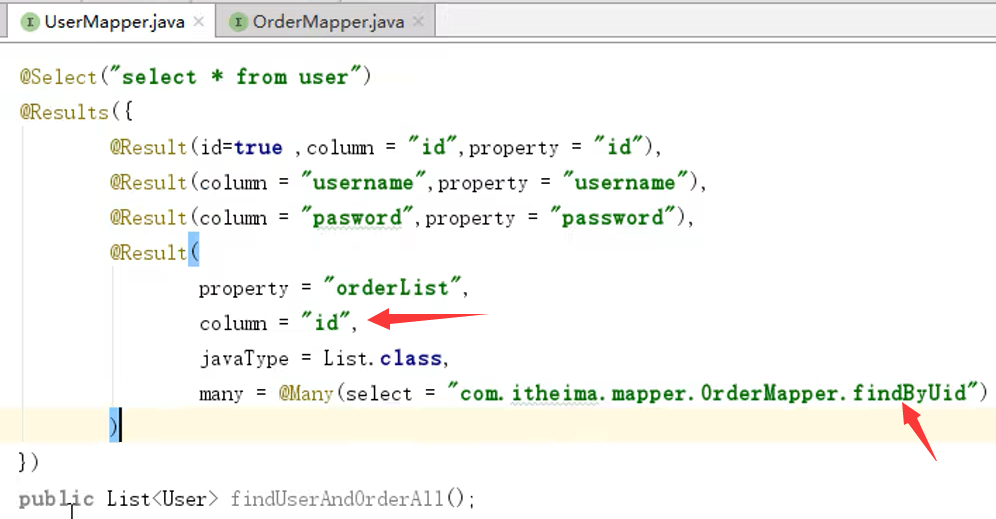 UserMapper.java × OrderMapper.java ×
@Select("select * from user")
@Results({
@Result(id=true ,column = "id",property = "id"),
@Result(column = "username",property = "username"),
@Result(column = "pasword",property = "password"),
@Result(
property = "orderList",
column = "id",
javaType = List.class,
many = @Many(select = "com.itheima.mapper.OrderMapper.findByUid")
)
})
public List<User> findUserAndOrderAll();